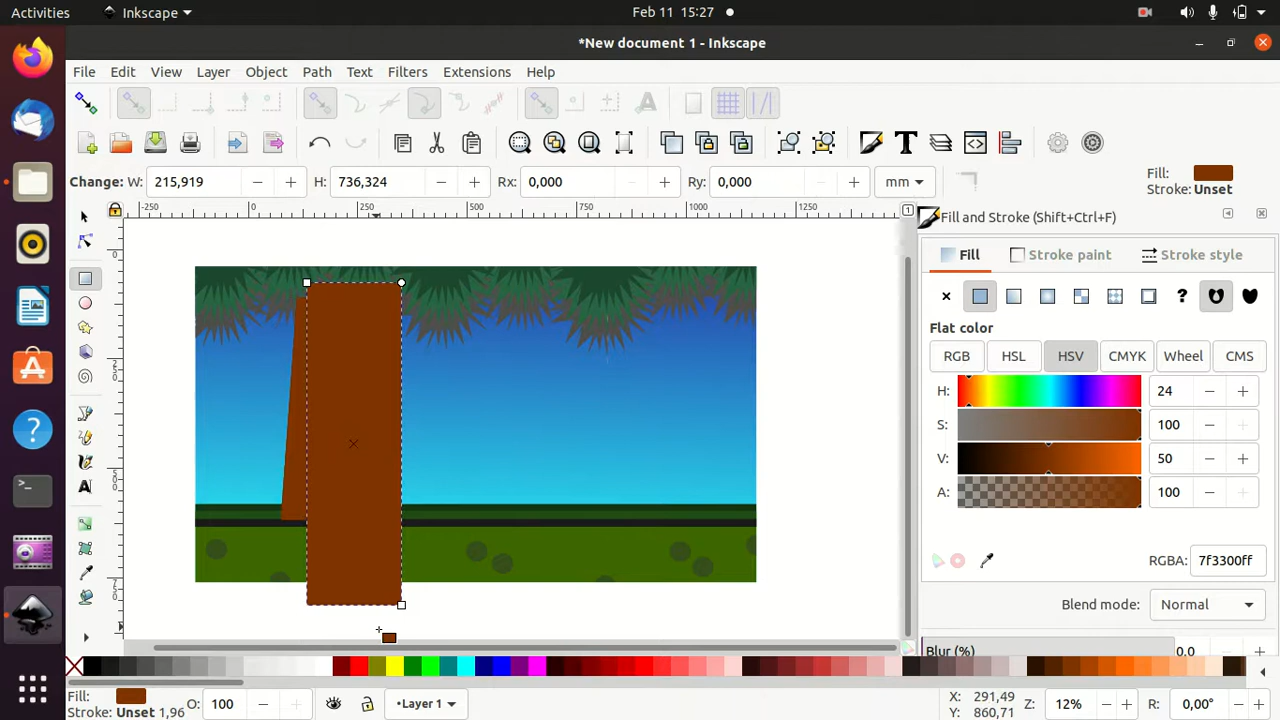 Activities
Inkscape
Feb 11 15:27
*New document 1 - Inkscape
File Edit View Layer Object Path Text Filters Extensions Help
Change: W: 215,919 H: 736,324 Rx: 0,000 Ry: 0,000 mm
Fill:
Stroke: Unset
-250 0 250 500 750 1000 1250
Fill and Stroke (Shift+Ctrl+F)
Fill Stroke paint Stroke style
Flat color
RGB HSL HSV CMYK Wheel CMS
H: 24
S: 100
V: 50
A: 100
RGBA: 7f3300ff
Blend mode: Normal
Blur (%) 0.0
Fill:
Stroke: Unset 1,96
O: 100
•Layer 1
X: 291,49
Y: 860,71
Z: 12%
R: 0,00°